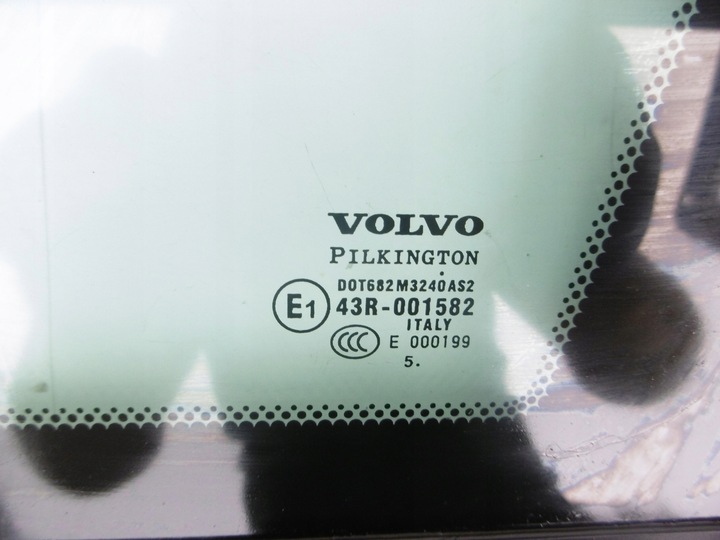 VOLVO
PILKINGTON
DOT682M3240AS2
E1 43R-001582
ITALY
CCC E 000199
5.